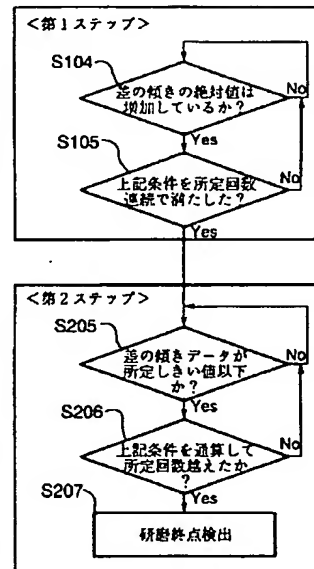 <第1ステップ>
S104
差の傾きの絶対値は
増加しているか?
No
Yes
S105
上記条件を所定回数
連続で満たした?
No
Yes
<第2ステップ>
S205
差の傾きデータが
所定しきい値以下
か?
No
Yes
S206
上記条件を通算して
所定回数越えたか
?
No
Yes
S207
研磨終点検出